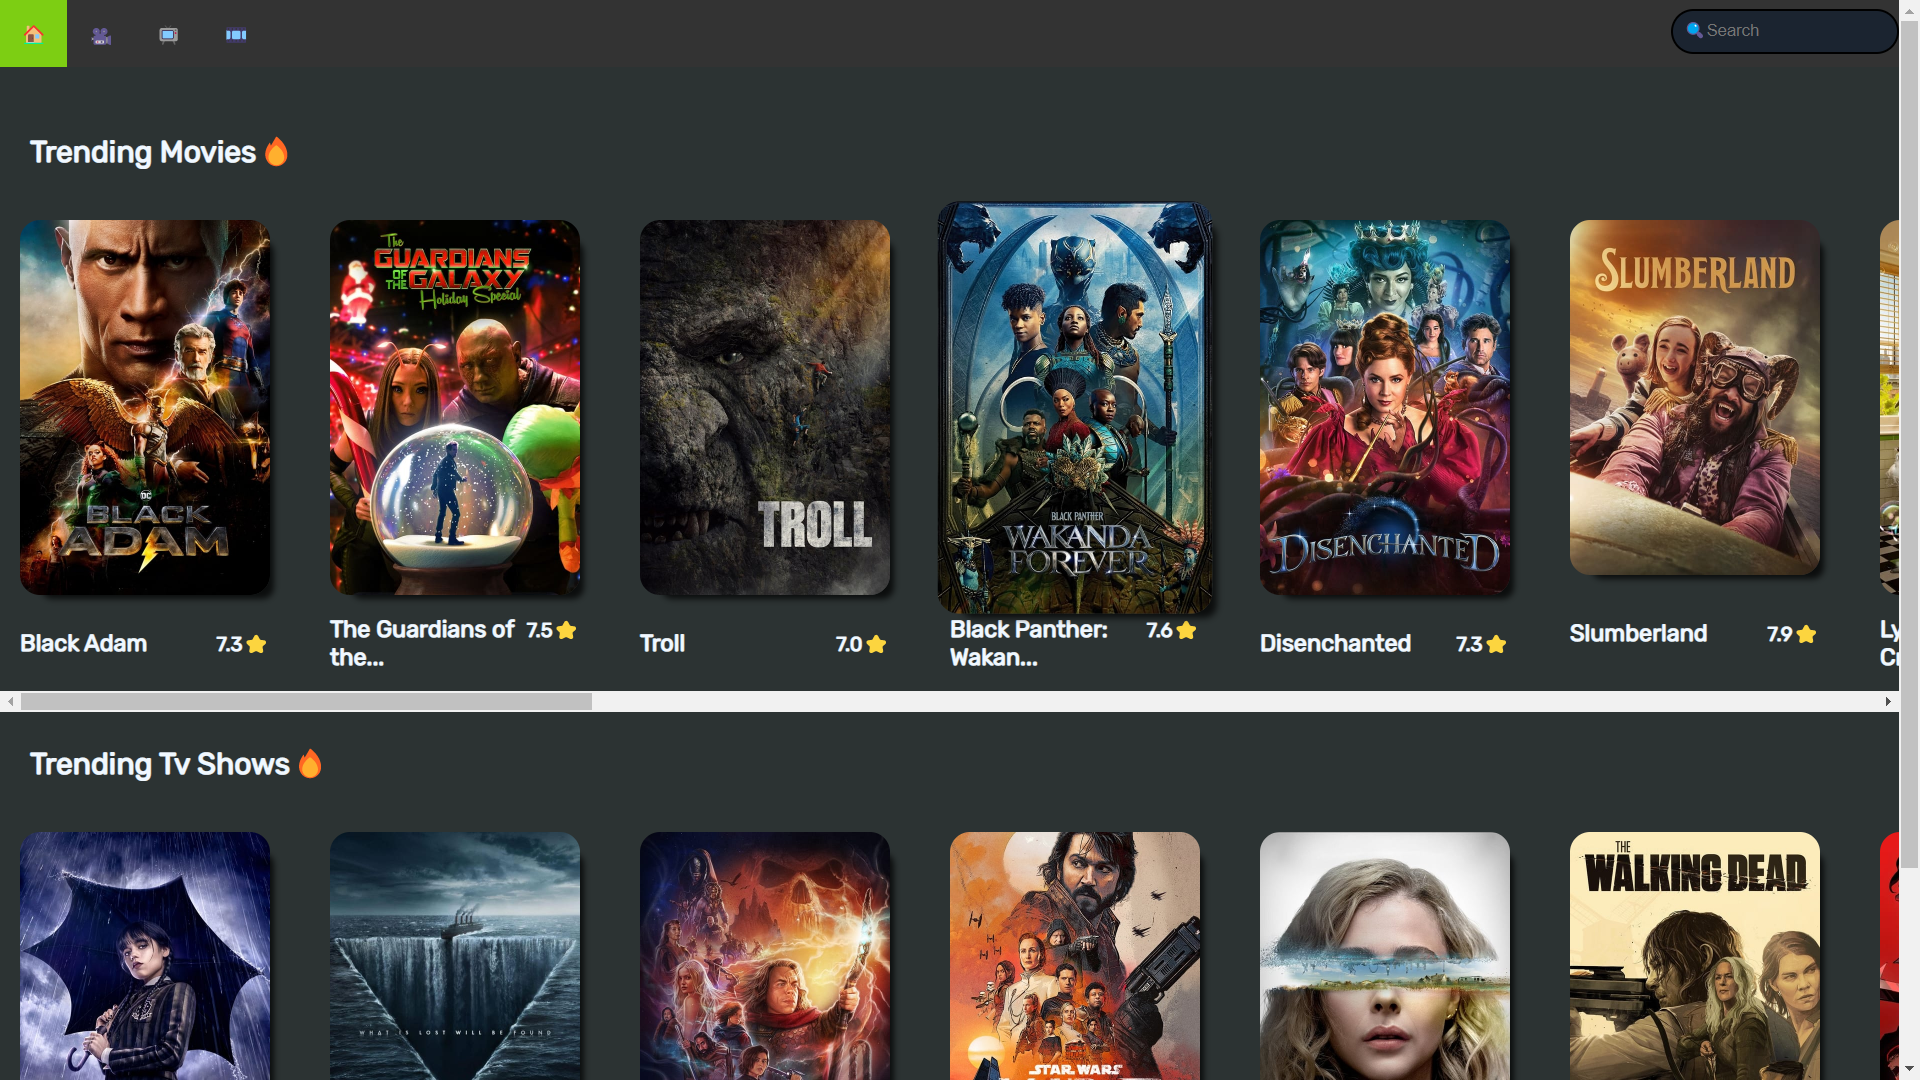 Search
Trending Movies
BLACK
ADAM
DC
The
GUARDIANS
OF
THE GALAXY
Holiday Special
TROLL
BLACK PANTHER
WAKANDA
FOREVER
DISENCHANTED
SLUMBERLAND
Black Adam
7.3
The Guardians of
the...
7.5
Troll
7.0
Black Panther:
Wakan...
7.6
Disenchanted
7.3
Slumberland
7.9
Ly
Trending Tv Shows
WHAT IS LOST WILL BE FOUND
STAR WARS
THE
WALKING DEAD